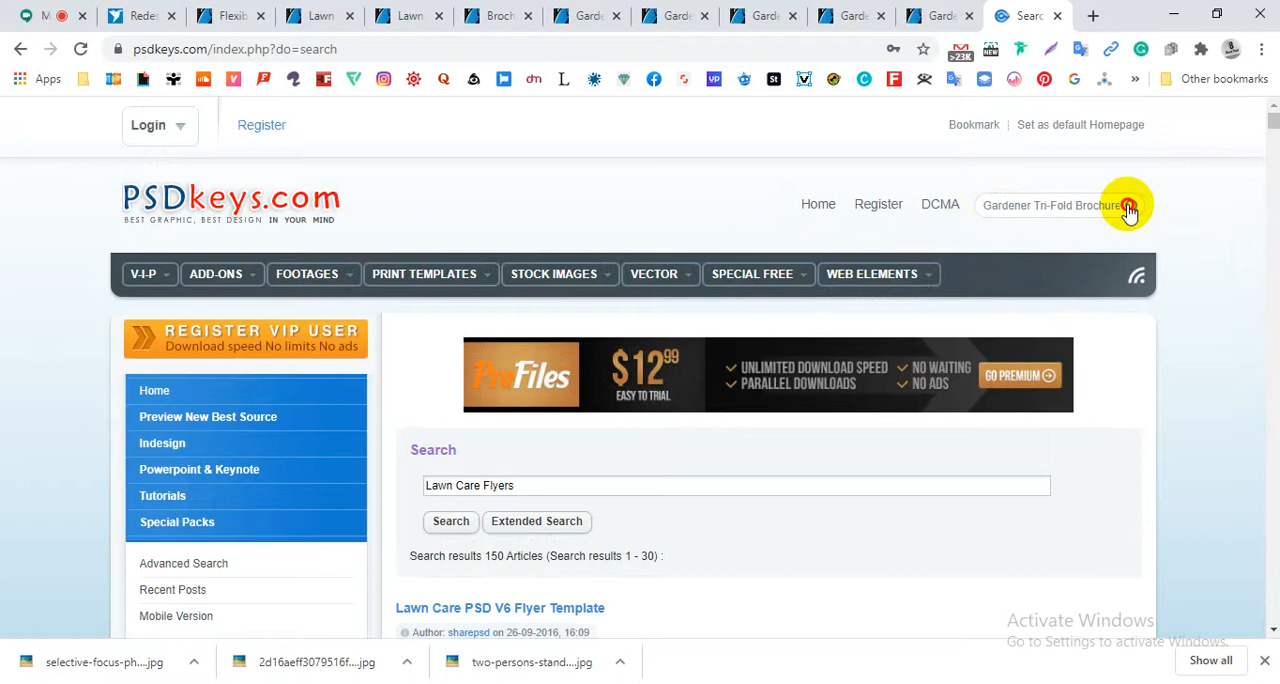 M
Redes
Flexib
Lawn
Lawn
Broch
Garde
Garde
Garde
Garde
Garde
Searc
psdkeys.com/index.php?do=search
>23K
NEW
Apps
Other bookmarks
Login
Register
Bookmark | Set as default Homepage
PSDkeys.com
BEST GRAPHIC, BEST DESIGN IN YOUR MIND
Home Register DCMA
Gardener Tri-Fold Brochure
V-I-P ADD-ONS FOOTAGES PRINT TEMPLATES STOCK IMAGES VECTOR SPECIAL FREE WEB ELEMENTS
REGISTER VIP USER
Download speed No limits No ads
PreFiles
$12.99
EASY TO TRIAL
UNLIMITED DOWNLOAD SPEED
PARALLEL DOWNLOADS
NO WAITING
NO ADS
GO PREMIUM
Home
Preview New Best Source
Indesign
Powerpoint & Keynote
Tutorials
Special Packs
Advanced Search
Recent Posts
Mobile Version
Search
Lawn Care Flyers
Search Extended Search
Search results 150 Articles (Search results 1 - 30) :
Lawn Care PSD V6 Flyer Template
Author: sharepsd on 26-09-2016, 16:09
Activate Windows
Go to Settings to activate Windows.
selective-focus-ph....jpg
2d16aeff3079516f....jpg
two-persons-stand....jpg
Show all